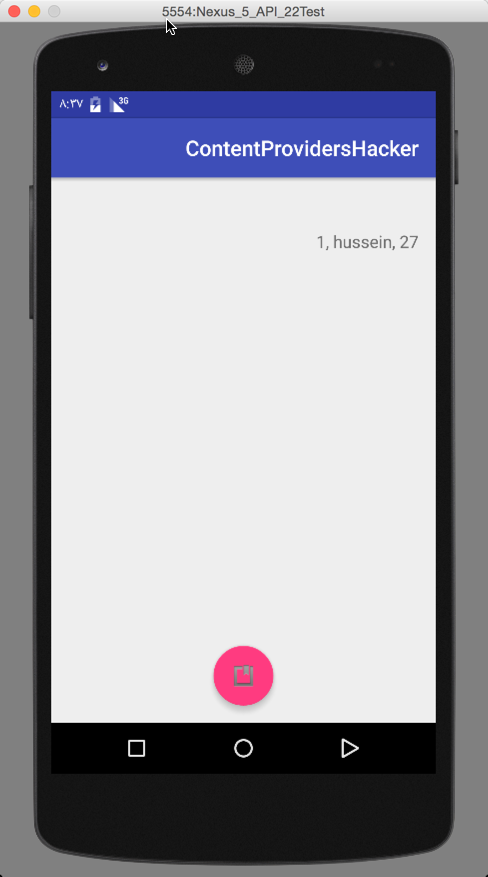 5554:Nexus_5_API_22Test
٨:٣٧
3G
ContentProvidersHacker
1, hussein, 27